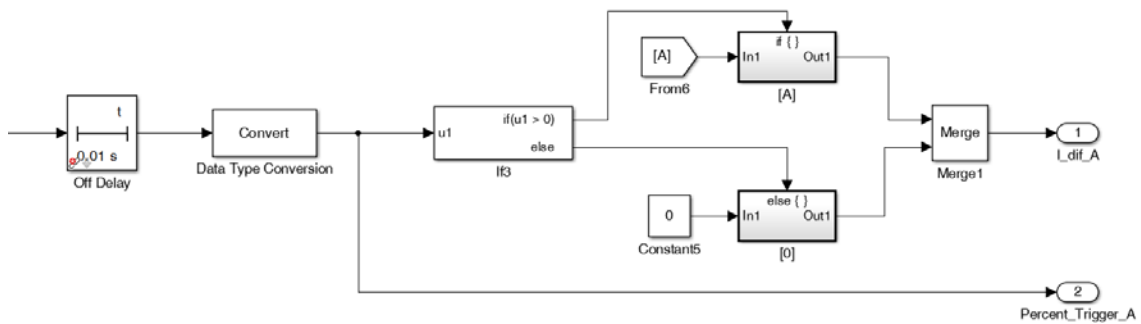 if { }
[A]
In1
Out1
From6
[A]
t
0.01 s
Off Delay
Convert
Data Type Conversion
u1
if(u1 > 0)
else
If3
Merge
Merge1
1
I_dif_A
else { }
0
In1
Out1
Constant5
[0]
2
Percent_Trigger_A